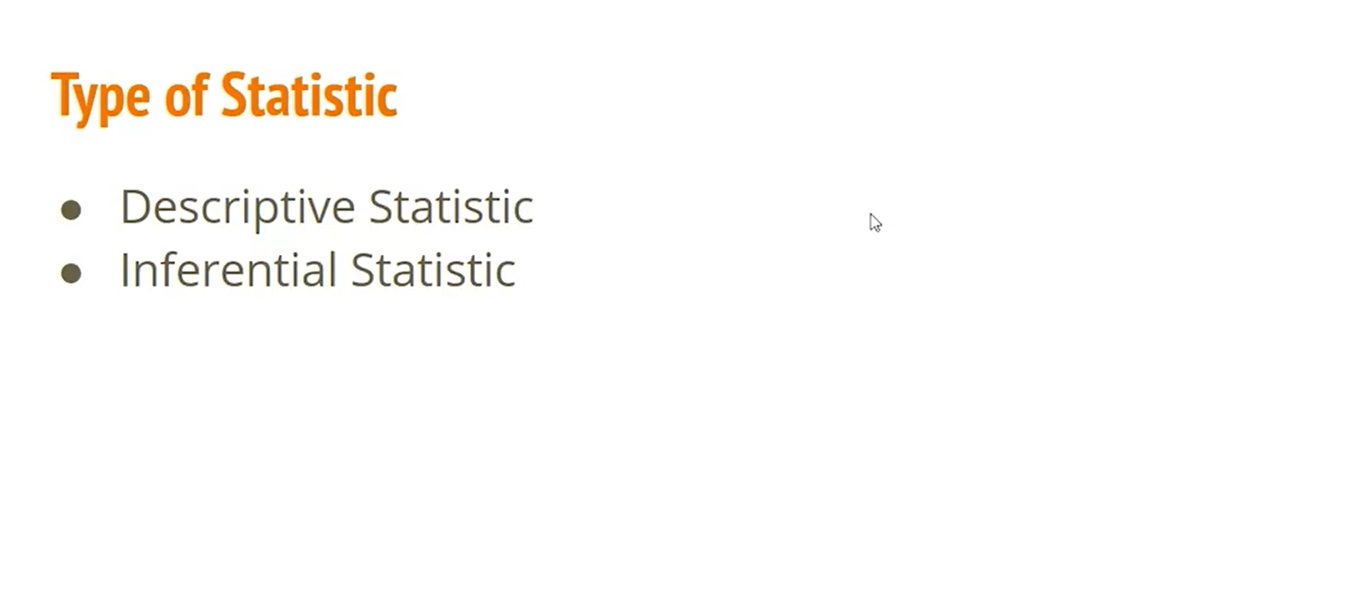 Type of Statistic
● Descriptive Statistic
● Inferential Statistic